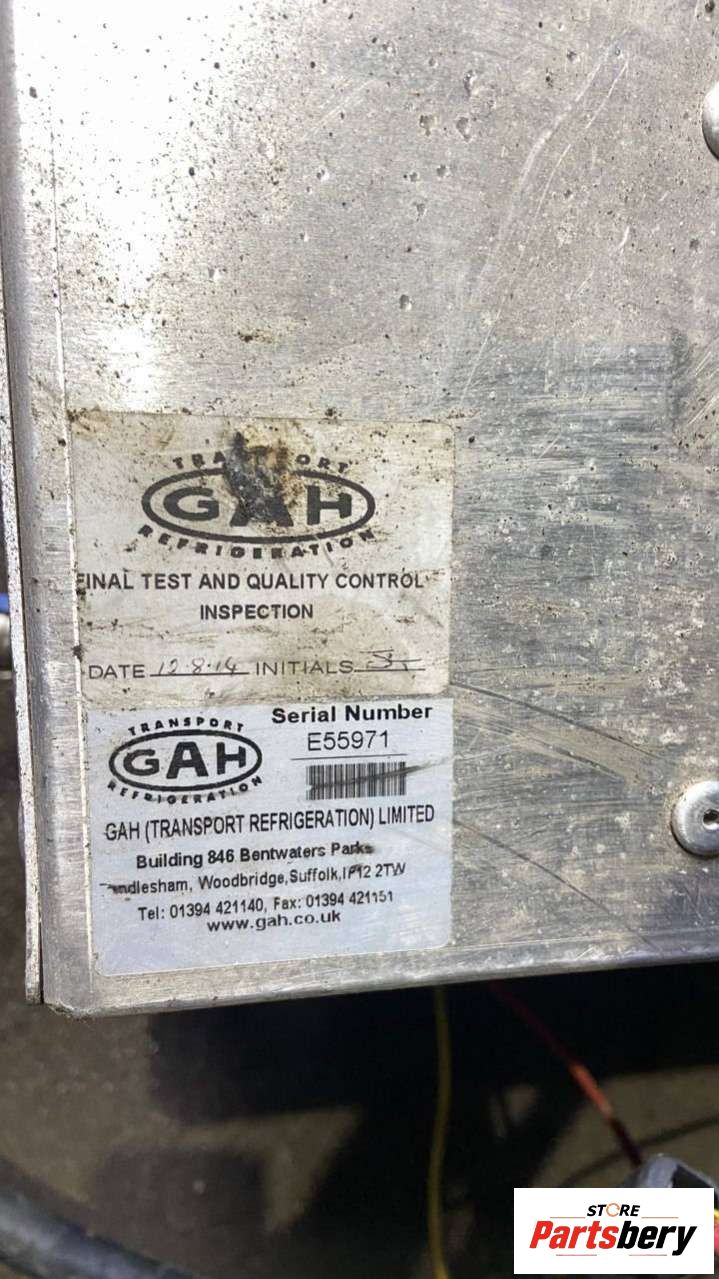 TRANSPORT
GAH
REFRIGERATION
FINAL TEST AND QUALITY CONTROL
INSPECTION
DATE 12.8.14 INITIALS
TRANSPORT
GAH
REFRIGERATION
Serial Number
E55971
GAH (TRANSPORT REFRIGERATION) LIMITED
Building 846 Bentwaters Parks
ndlesham, Woodbridge,Suffolk,IP12 2TW
Tel: 01394 421140, Fax: 01394 421151
www.gah.co.uk
STORE
Partsbery